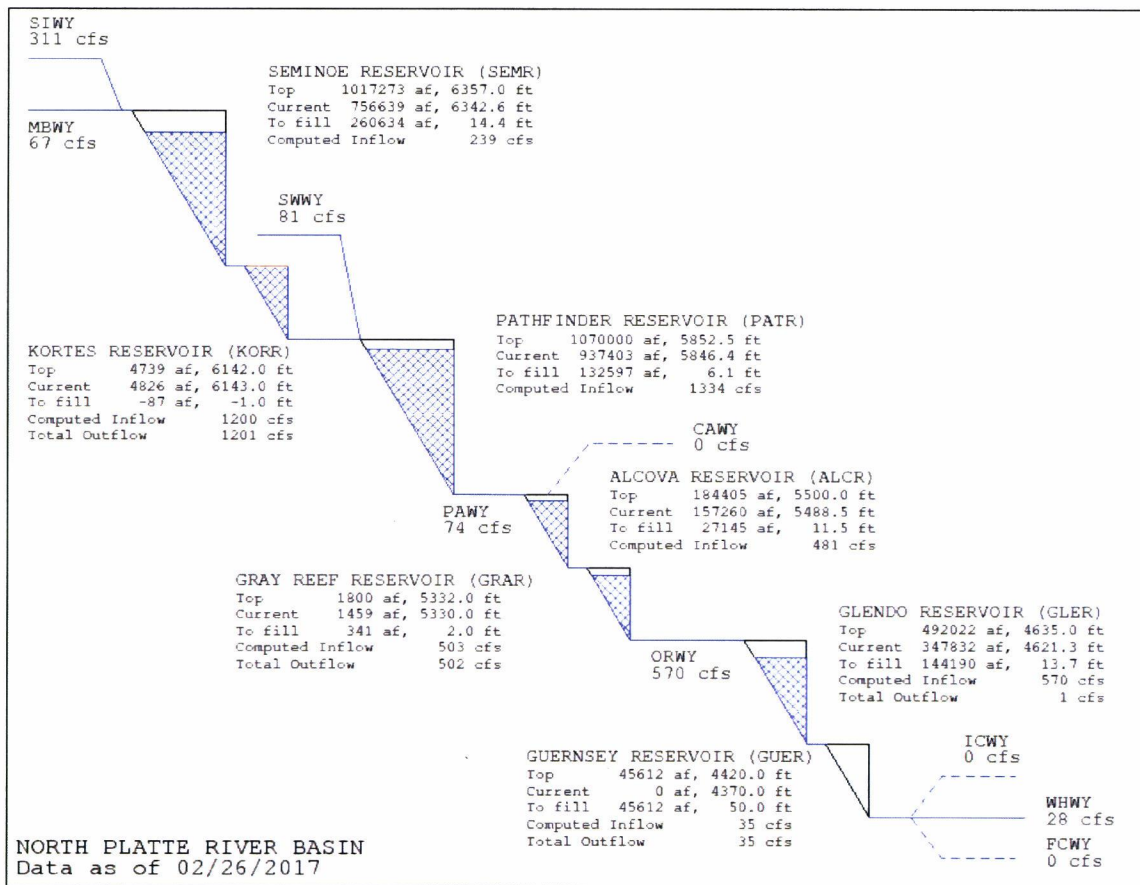 SIWY
311 cfs
MBWY
67 cfs
SEMINOE RESERVOIR (SEMR)
Top 1017273 af, 6357.0 ft
Current 756639 af, 6342.6 ft
To fill 260634 af, 14.4 ft
Computed Inflow 239 cfs
SWWY
81 cfs
KORTES RESERVOIR (KORR)
Top 4739 af, 6142.0 ft
Current 4826 af, 6143.0 ft
To fill -87 af, -1.0 ft
Computed Inflow 1200 cfs
Total Outflow 1201 cfs
PATHFINDER RESERVOIR (PATR)
Top 1070000 af, 5852.5 ft
Current 937403 af, 5846.4 ft
To fill 132597 af, 6.1 ft
Computed Inflow 1334 cfs
CAWY
0 cfs
PAWY
74 cfs
ALCOVA RESERVOIR (ALCR)
Top 184405 af, 5500.0 ft
Current 157260 af, 5488.5 ft
To fill 27145 af, 11.5 ft
Computed Inflow 481 cfs
GRAY REEF RESERVOIR (GRAR)
Top 1800 af, 5332.0 ft
Current 1459 af, 5330.0 ft
To fill 341 af, 2.0 ft
Computed Inflow 503 cfs
Total Outflow 502 cfs
ORWY
570 cfs
GLENDO RESERVOIR (GLER)
Top 492022 af, 4635.0 ft
Current 347832 af, 4621.3 ft
To fill 144190 af, 13.7 ft
Computed Inflow 570 cfs
Total Outflow 1 cfs
GUERNSEY RESERVOIR (GUER)
Top 45612 af, 4420.0 ft
Current 0 af, 4370.0 ft
To fill 45612 af, 50.0 ft
Computed Inflow 35 cfs
Total Outflow 35 cfs
ICWY
0 cfs
WHWY
28 cfs
FCWY
0 cfs
NORTH PLATTE RIVER BASIN
Data as of 02/26/2017